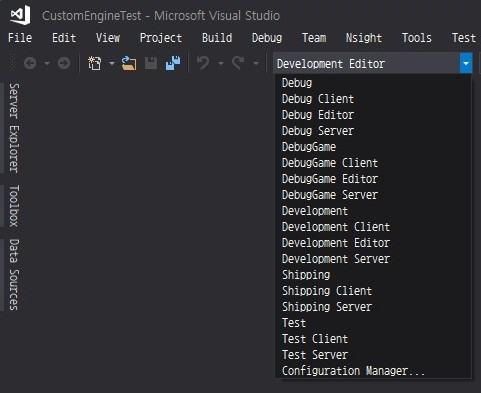 CustomEngineTest - Microsoft Visual Studio
File Edit View Project Build Debug Team Nsight Tools Test
Development Editor
Server Explorer
Toolbox
Data Sources
Debug
Debug Client
Debug Editor
Debug Server
DebugGame
DebugGame Client
DebugGame Editor
DebugGame Server
Development
Development Client
Development Editor
Development Server
Shipping
Shipping Client
Shipping Server
Test
Test Client
Test Server
Configuration Manager...